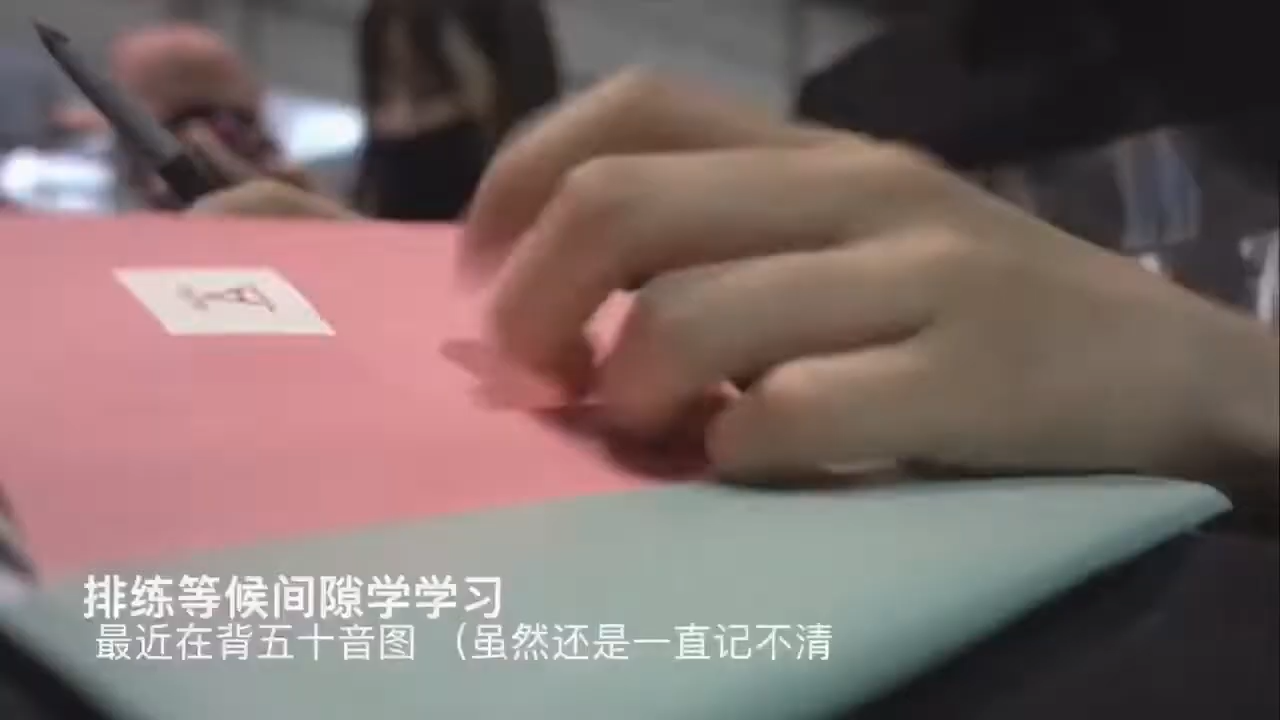 排练等候间隙学学习
最近在背五十音图 （虽然还是一直记不清